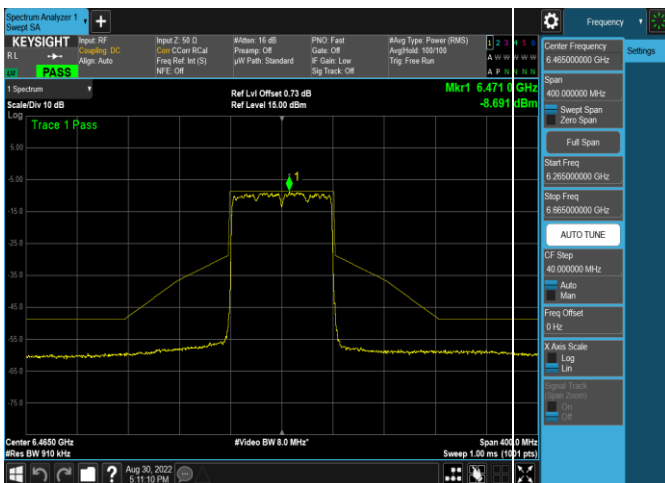 Spectrum Analyzer 1
Swept SA
Frequency
KEYSIGHT
R L
LW
PASS
Input: RF
Coupling: DC
Align: Auto
Input Z: 50 Ω
Corr CCorr RCal
Freq Ref: Int (S)
NFE: Off
#Atten: 16 dB
Preamp: Off
µW Path: Standard
PNO: Fast
Gate: Off
IF Gain: Low
Sig Track: Off
#Avg Type: Power (RMS)
Avg|Hold: 100/100
Trig: Free Run
1 2 3 4 5 6
A W W W W W
A P N N N N
1 Spectrum
Scale/Div 10 dB
Ref Lvl Offset 0.73 dB
Ref Level 15.00 dBm
Mkr1 6.471 0 GHz
-8.691 dBm
Log
Trace 1 Pass
1
5.00
-5.00
-15.0
-25.0
-35.0
-45.0
-55.0
-65.0
-75.0
Center 6.4650 GHz
#Res BW 910 kHz
#Video BW 8.0 MHz*
Span 400.0 MHz
Sweep 1.00 ms (1001 pts)
Aug 30, 2022
5:11:10 PM
Center Frequency
6.465000000 GHz
Settings
Span
400.000000 MHz
Swept Span
Zero Span
Full Span
Start Freq
6.265000000 GHz
Stop Freq
6.665000000 GHz
AUTO TUNE
CF Step
40.000000 MHz
Auto
Man
Freq Offset
0 Hz
X Axis Scale
Log
Lin
Signal Track
(Span Zoom)
On
Off